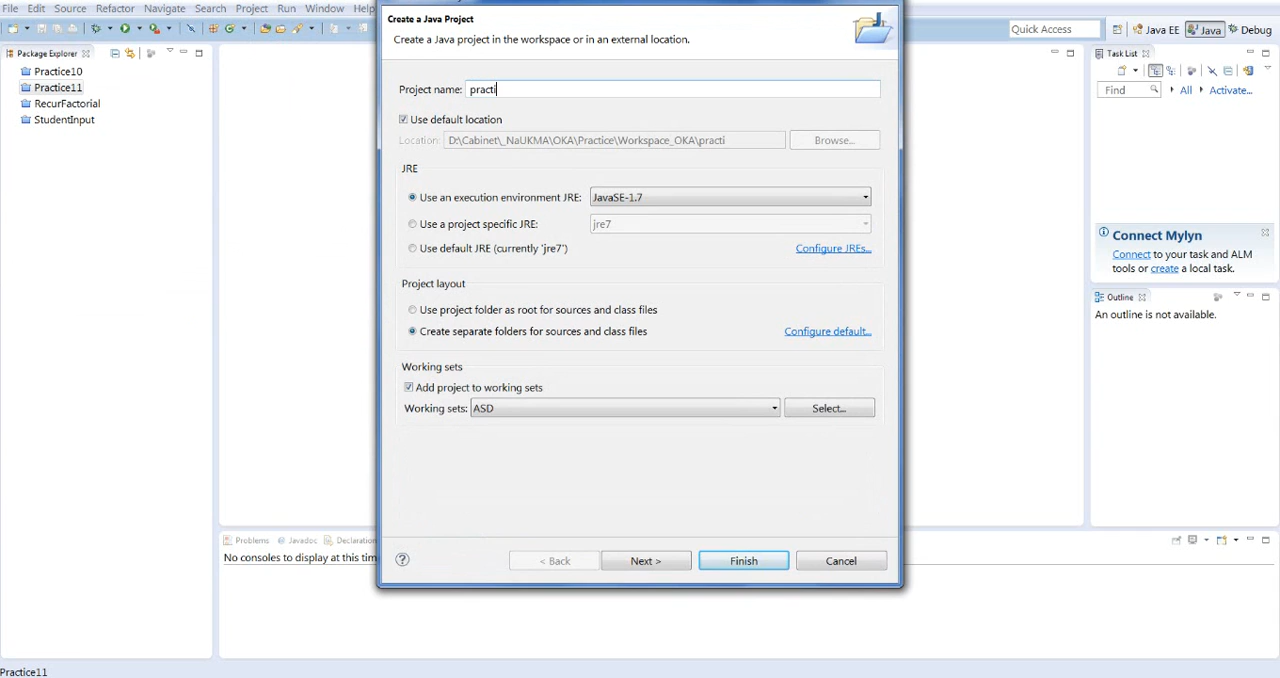 File Edit Source Refactor Navigate Search Project Run Window Help
Create a Java Project
Create a Java project in the workspace or in an external location.
Quick Access
Java EE
Java
Debug
Package Explorer
Practice10
Practice11
RecurFactorial
StudentInput
Project name: practi
Use default location
Location: D:\Cabinet\_NaUKMA\OKA\Practice\Workspace_OKA\practi
Browse...
JRE
Use an execution environment JRE: JavaSE-1.7
Use a project specific JRE: jre7
Use default JRE (currently 'jre7')
Configure JREs...
Project layout
Use project folder as root for sources and class files
Create separate folders for sources and class files
Configure default...
Working sets
Add project to working sets
Working sets: ASD
Select...
< Back
Next >
Finish
Cancel
Task List
Find
All
Activate...
Connect Mylyn
Connect to your task and ALM
tools or create a local task.
Outline
An outline is not available.
Problems Javadoc Declaration
No consoles to display at this tim
Practice11